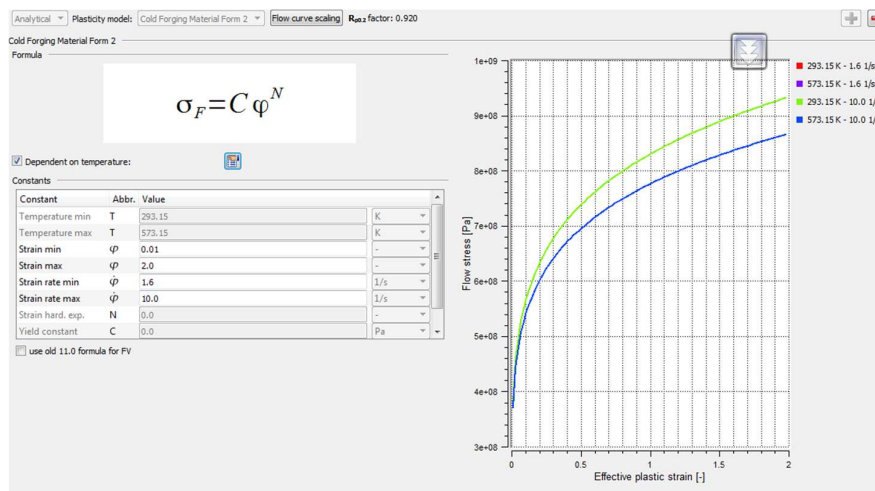 Analytical Plasticity model: Cold Forging Material Form 2 Flow curve scaling Rp0.2 factor: 0.920
Cold Forging Material Form 2
Formula
σF=C φN
Dependent on temperature:
Constants
Constant Abbr. Value
Temperature min T 293.15 K
Temperature max T 573.15 K
Strain min φ 0.01 -
Strain max φ 2.0 -
Strain rate min φ̇ 1.6 1/s
Strain rate max φ̇ 10.0 1/s
Strain hard. exp. N 0.0 -
Yield constant C 0.0 Pa
use old 11.0 formula for FV
Flow stress [Pa]
1e+09
9e+08
8e+08
7e+08
6e+08
5e+08
4e+08
3e+08
0 0.5 1 1.5 2
Effective plastic strain [-]
293.15 K - 1.6 1/s
573.15 K - 1.6 1/s
293.15 K - 10.0 1/
573.15 K - 10.0 1/